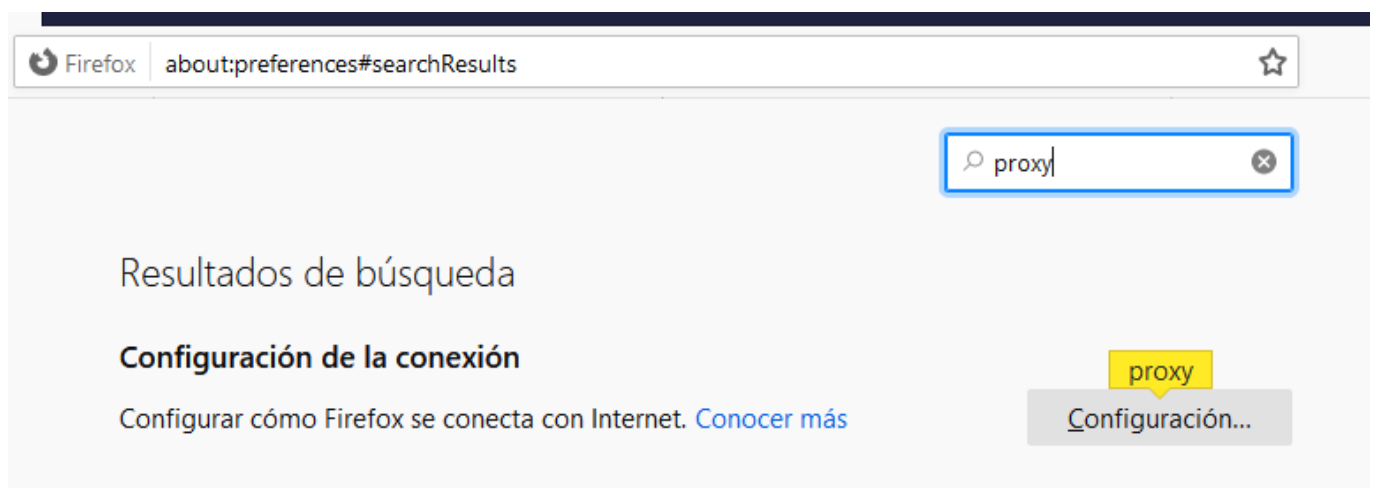 Firefox about:preferences#searchResults
proxy
Resultados de búsqueda
Configuración de la conexión
proxy
Configurar cómo Firefox se conecta con Internet. Conocer más
Configuración...